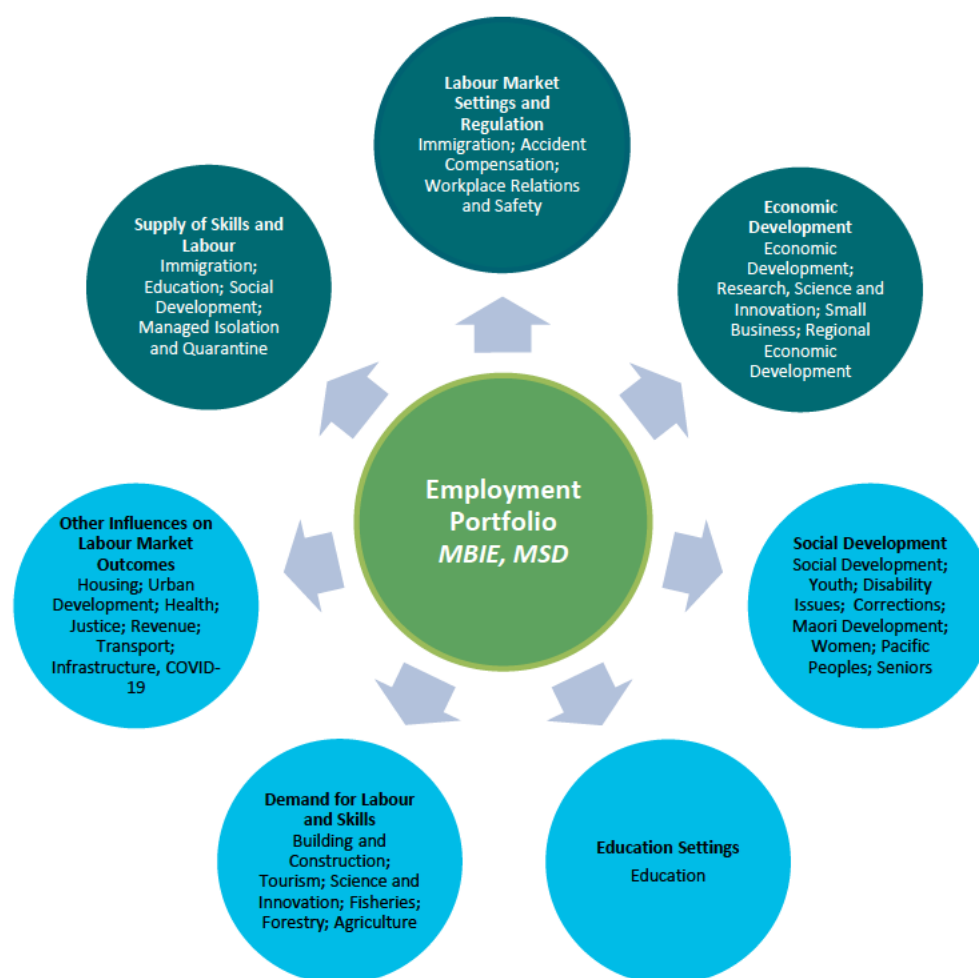 Labour Market
Settings and
Regulation
Immigration; Accident
Compensation;
Workplace Relations
and Safety
Economic
Development
Economic
Development;
Research, Science and
Innovation; Small
Business; Regional
Economic
Development
Social Development
Social Development;
Youth; Disability
Issues; Corrections;
Maori Development;
Women; Pacific
Peoples; Seniors
Education Settings
Education
Demand for Labour
and Skills
Building and
Construction;
Tourism; Science and
Innovation; Fisheries;
Forestry; Agriculture
Other Influences on
Labour Market
Outcomes
Housing; Urban
Development; Health;
Justice; Revenue;
Transport;
Infrastructure, COVID-
19
Supply of Skills and
Labour
Immigration;
Education; Social
Development;
Managed Isolation
and Quarantine
Employment
Portfolio
MBIE, MSD